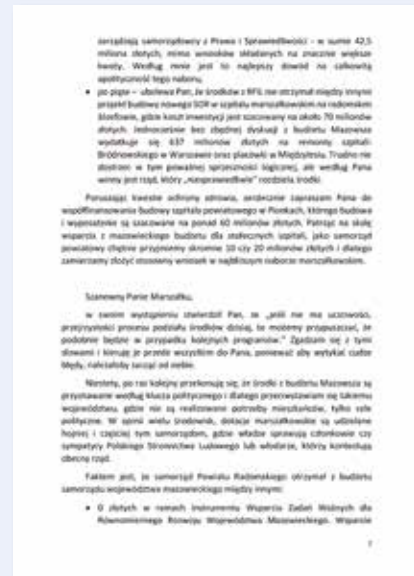 zarządzają samorządowcy z Prawa i Sprawiedliwości - w sumie 42,5
miliona złotych, mimo wniosków składanych na znacznie większe
kwoty. Według mnie jest to najlepszy dowód na całkowitą
apolityczność tego naboru,
• po piąte – ubolewa Pan, że środków z RFIL nie otrzymał między innymi
projekt budowy nowego SOR w szpitalu marszałkowskim na radomskim
Józefowie, gdzie koszt inwestycji jest szacowany na około 70 milionów
złotych. Jednocześnie bez zbędnej dyskusji z budżetu Mazowsza
wydatkuje się 637 milionów złotych na remonty szpitali:
Bródnowskiego w Warszawie oraz placówki w Międzylesiu. Trudno nie
dostrzec w tym poważnej sprzeczności logicznej, ale według Pana
winny jest rząd, który „niesprawiedliwie" rozdziela środki.
Poruszając kwestie ochrony zdrowia, serdecznie zapraszam Pana do
współfinansowania budowy szpitala powiatowego w Pionkach, którego budowa
i wyposażenie są szacowane na ponad 60 milionów złotych. Patrząc na skalę
wsparcia z mazowieckiego budżetu dla stołecznych szpitali, jako samorząd
powiatowy chętnie przyjmiemy skromne 10 czy 20 milionów złotych i dlatego
zamierzamy złożyć stosowny wniosek w najbliższym naborze marszałkowskim.
Szanowny Panie Marszałku,
w swoim wystąpieniu stwierdził Pan, że „jeśli nie ma uczciwości,
przejrzystości procesu podziału środków dzisiaj, to możemy przypuszczać, że
podobnie będzie w przypadku kolejnych programów." Zgadzam się z tymi
słowami i kieruję je przede wszystkim do Pana, ponieważ aby wytykać cudze
błędy, należałoby zacząć od siebie.
Niestety, po raz kolejny przekonuję się, że środki z budżetu Mazowsza są
przyznawane według klucza politycznego i dlatego przeciwstawiam się takiemu
województwu, gdzie nie są realizowane potrzeby mieszkańców, tylko cele
polityczne. W opinii wielu środowisk, dotacje marszałkowskie są udzielane
hojniej i częściej tym samorządom, gdzie władze sprawują członkowie czy
sympatycy Polskiego Stronnictwa Ludowego lub włodarze, którzy kontestują
obecny rząd.
Faktem jest, że samorząd Powiatu Radomskiego otrzymał z budżetu
samorządu województwa mazowieckiego między innymi:
• 0 złotych w ramach Instrumentu Wsparcia Zadań Ważnych dla
Równomiernego Rozwoju Województwa Mazowieckiego. Wsparcie